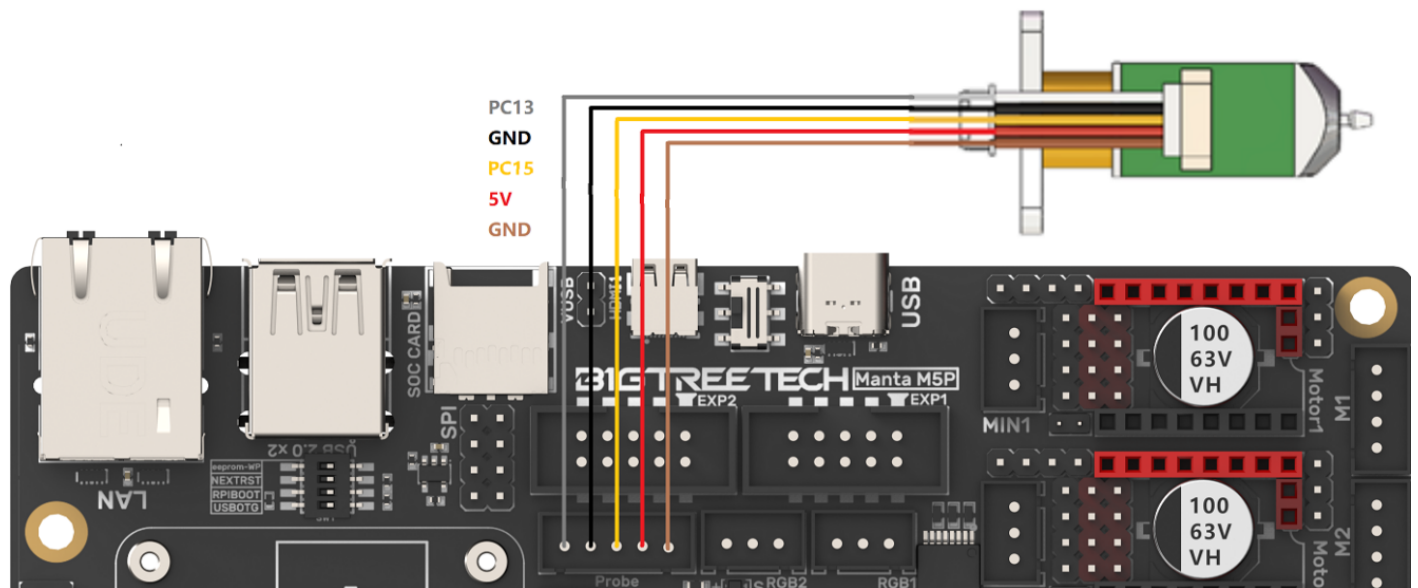 PC13
GND
PC15
5V
GND
VUSB
HDMI
USB
SOC CARD
BIGTREETECH
Manta M5P
EXP2
EXP1
SPI
MIN1
100
63V
VH
Motor1
M1
USB 2.0 x2
LAN
eeprom-WP
NEXTRST
RPIBOOT
USBOTG
100
63V
VH
M2
Probe
RGB2
RGB1